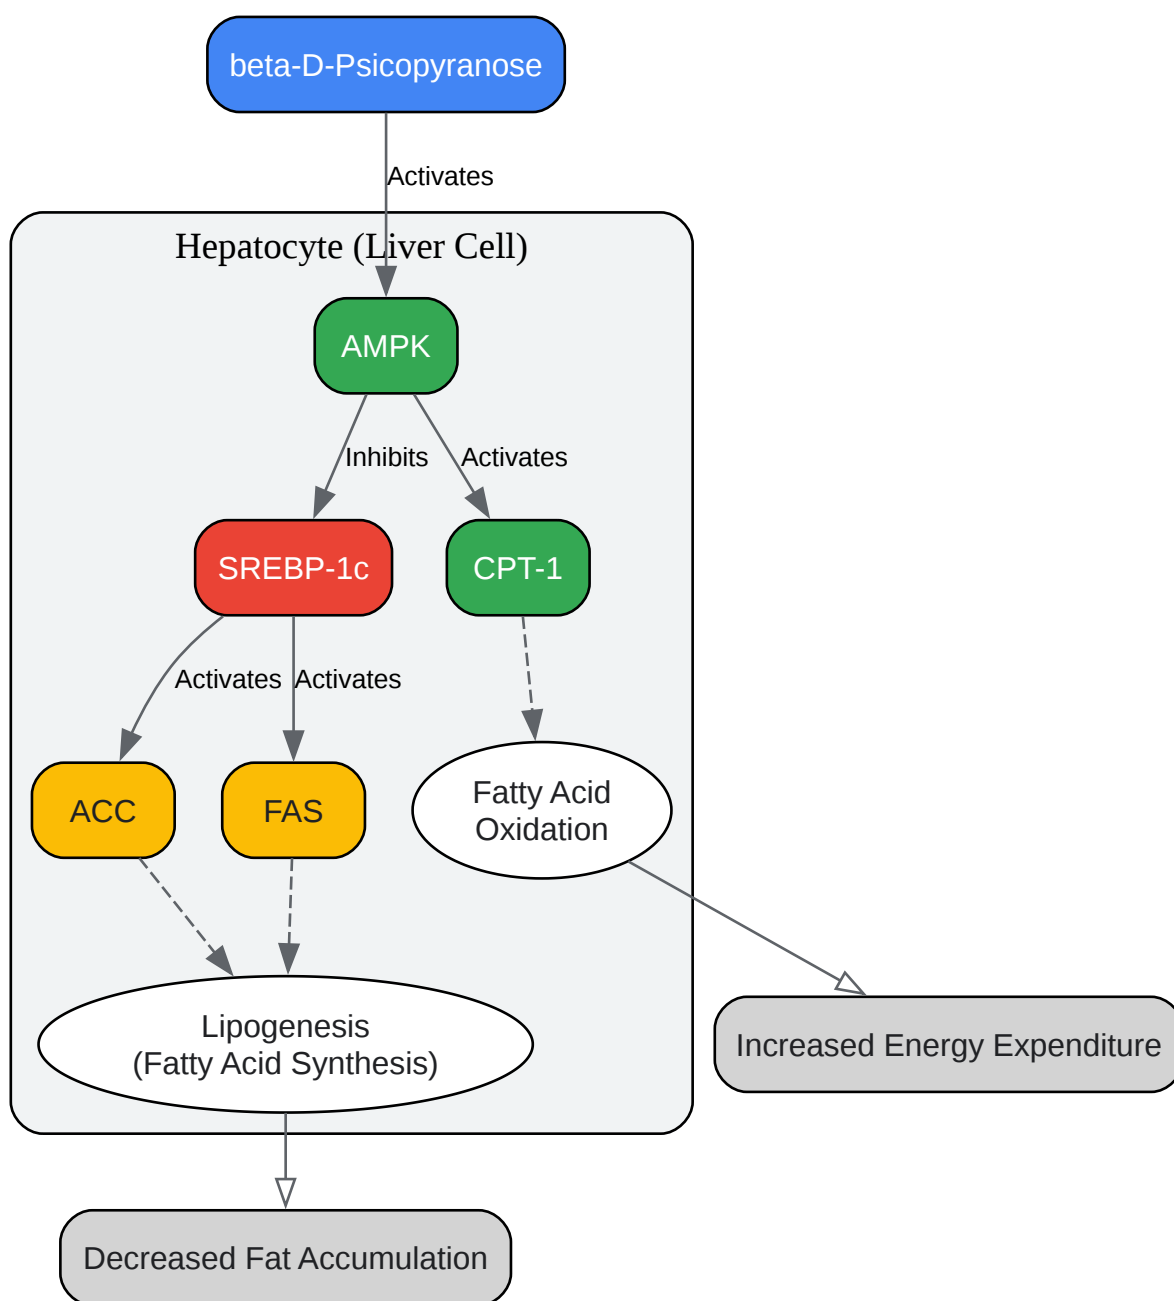 beta-D-Psicopyranose
Activates
Hepatocyte (Liver Cell)
AMPK
Inhibits
Activates
SREBP-1c
CPT-1
Activates
Activates
ACC
FAS
Fatty Acid
Oxidation
Lipogenesis
(Fatty Acid Synthesis)
Increased Energy Expenditure
Decreased Fat Accumulation